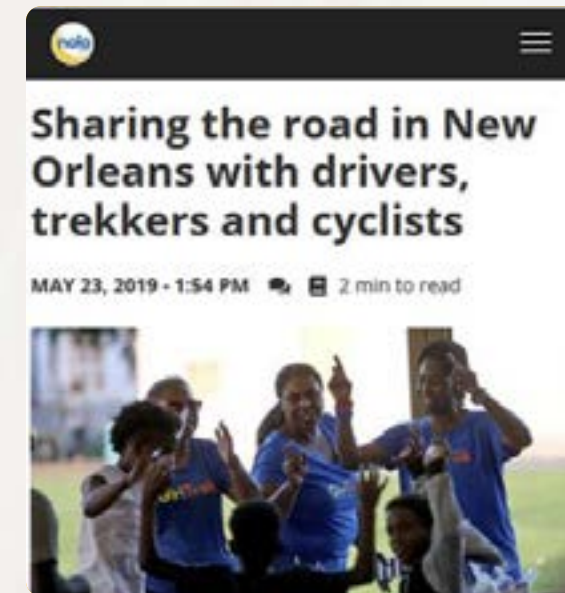 nola
Sharing the road in New
Orleans with drivers,
trekkers and cyclists
MAY 23, 2019 - 1:54 PM 2 min to read